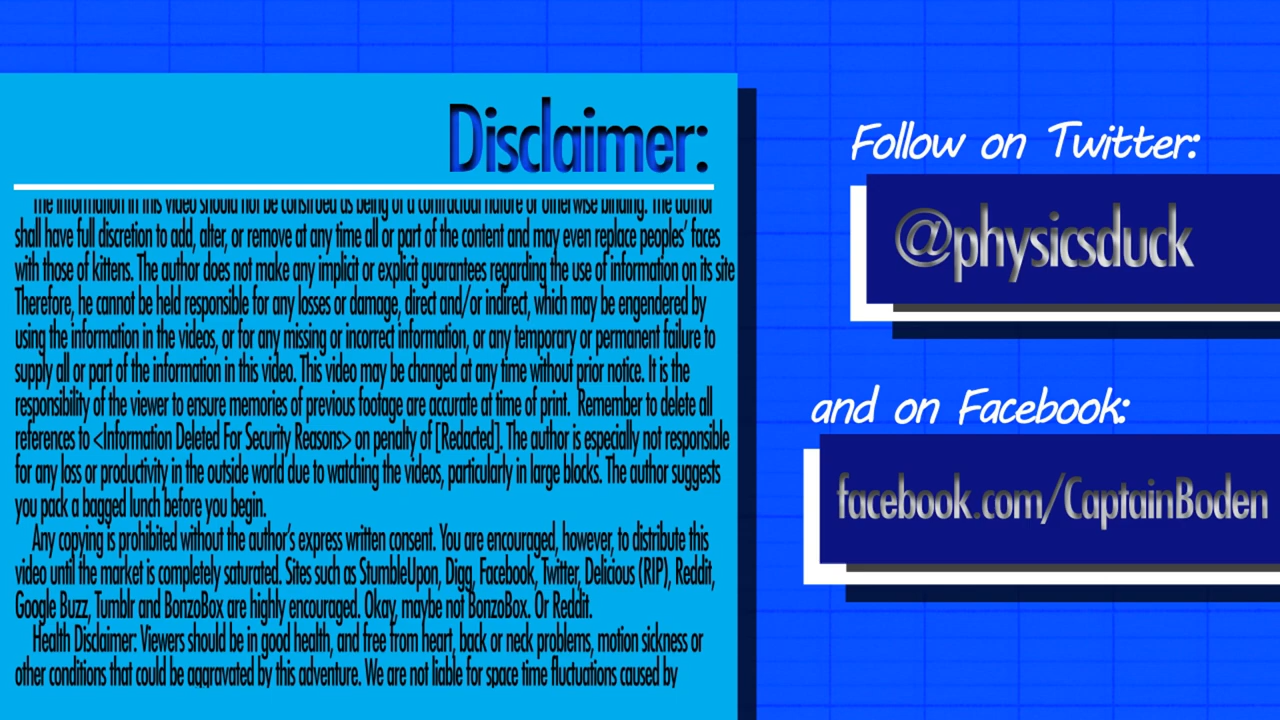 Disclaimer:
The information in this video should not be construed as being of a contractual nature or otherwise binding. The author
shall have full discretion to add, alter, or remove at any time all or part of the content and may even replace peoples’ faces
with those of kittens. The author does not make any implicit or explicit guarantees regarding the use of information on its site
Therefore, he cannot be held responsible for any losses or damage, direct and/or indirect, which may be engendered by
using the information in the videos, or for any missing or incorrect information, or any temporary or permanent failure to
supply all or part of the information in this video. This video may be changed at any time without prior notice. It is the
responsibility of the viewer to ensure memories of previous footage are accurate at time of print. Remember to delete all
references to <Information Deleted For Security Reasons> on penalty of [Redacted]. The author is especially not responsible
for any loss or productivity in the outside world due to watching the videos, particularly in large blocks. The author suggests
you pack a bagged lunch before you begin.
Any copying is prohibited without the author’s express written consent. You are encouraged, however, to distribute this
video until the market is completely saturated. Sites such as StumbleUpon, Digg, Facebook, Twitter, Delicious (RIP), Reddit,
Google Buzz, Tumblr and BonzoBox are highly encouraged. Okay, maybe not BonzoBox. Or Reddit.
Health Disclaimer: Viewers should be in good health, and free from heart, back or neck problems, motion sickness or
other conditions that could be aggravated by this adventure. We are not liable for space time fluctuations caused by
Follow on Twitter:
@physicsduck
and on Facebook:
facebook.com/CaptainBoden